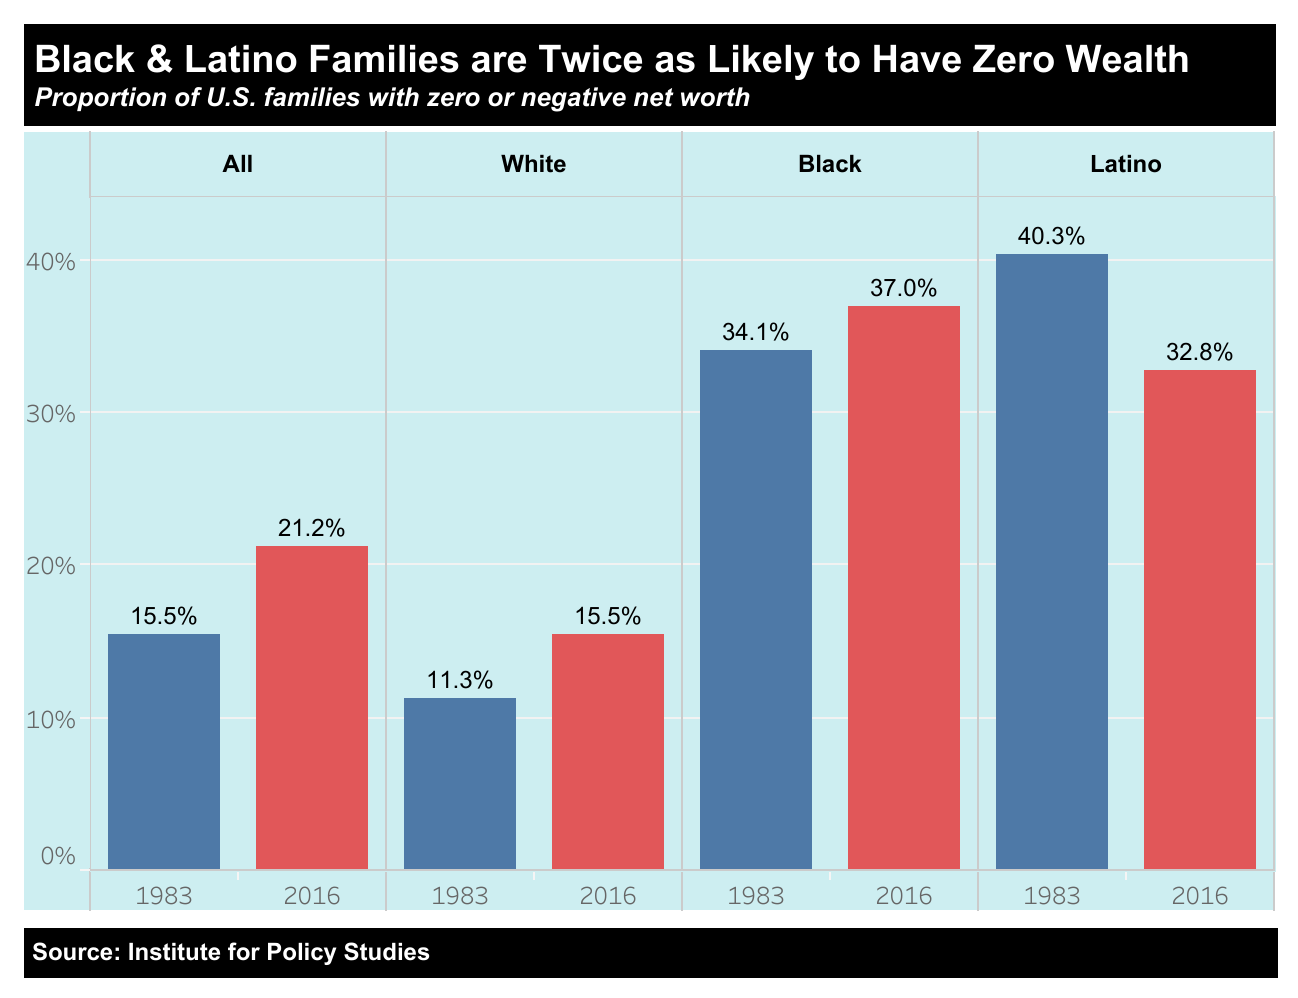 Black & Latino Families are Twice as Likely to Have Zero Wealth
Proportion of U.S. families with zero or negative net worth
All White Black Latino
40%
30%
20%
10%
0%
15.5% 21.2% 11.3% 15.5% 34.1% 37.0% 40.3% 32.8%
1983 2016 1983 2016 1983 2016 1983 2016
Source: Institute for Policy Studies